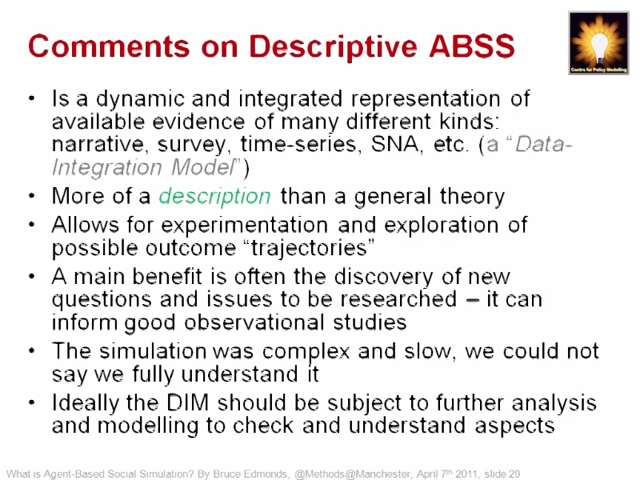 Comments on Descriptive ABSS
Centre for Policy Modelling
• Is a dynamic and integrated representation of
available evidence of many different kinds:
narrative, survey, time-series, SNA, etc. (a “Data-
Integration Model”)
• More of a description than a general theory
• Allows for experimentation and exploration of
possible outcome “trajectories”
• A main benefit is often the discovery of new
questions and issues to be researched – it can
inform good observational studies
• The simulation was complex and slow, we could not
say we fully understand it
• Ideally the DIM should be subject to further analysis
and modelling to check and understand aspects
What is Agent-Based Social Simulation? By Bruce Edmonds, @Methods@Manchester, April 7th 2011, slide 20